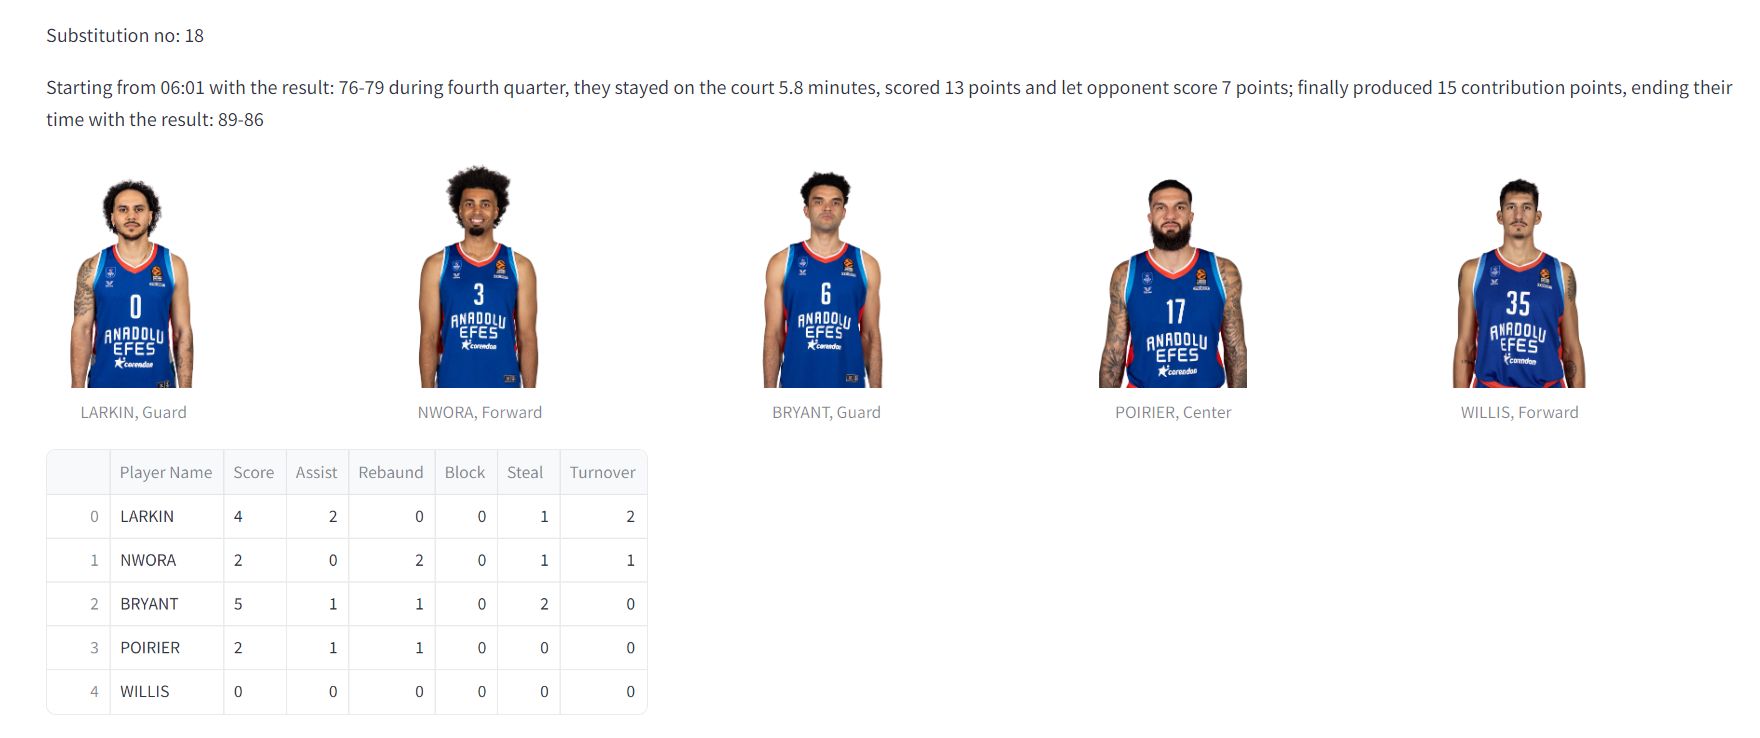 Substitution no: 18
Starting from 06:01 with the result: 76-79 during fourth quarter, they stayed on the court 5.8 minutes, scored 13 points and let opponent score 7 points; finally produced 15 contribution points, ending their
time with the result: 89-86
0 ANADOLU EFES corendon
3 ANADOLU EFES corendon
6 ANADOLU EFES corendon
17 ANADOLU EFES corendon
35 ANADOLU EFES corendon
LARKIN, Guard
NWORA, Forward
BRYANT, Guard
POIRIER, Center
WILLIS, Forward
Player Name Score Assist Rebaund Block Steal Turnover
0 LARKIN 4 2 0 0 1 2
1 NWORA 2 0 2 0 1 1
2 BRYANT 5 1 1 0 2 0
3 POIRIER 2 1 1 0 0 0
4 WILLIS 0 0 0 0 0 0